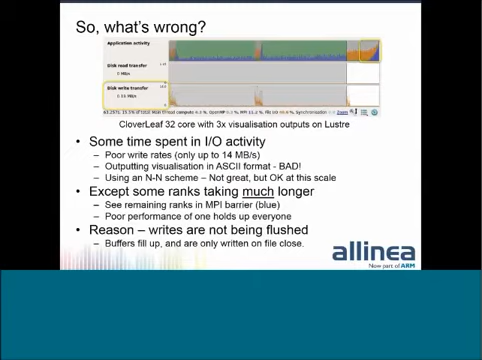 So, what's wrong?
Application activity
Disk read transfer
0 MB/s
Disk write transfer
Zoom
CloverLeaf 32 core with 3x visualisation outputs on Lustre
• Some time spent in I/O activity
– Poor write rates (only up to 14 MB/s)
– Outputting visualisation in ASCII format - BAD!
– Using an N-N scheme – Not great, but OK at this scale
• Except some ranks taking much longer
– See remaining ranks in MPI barrier (blue)
– Poor performance of one holds up everyone
• Reason – writes are not being flushed
– Buffers fill up, and are only written on file close.
allinea
Now part of ARM